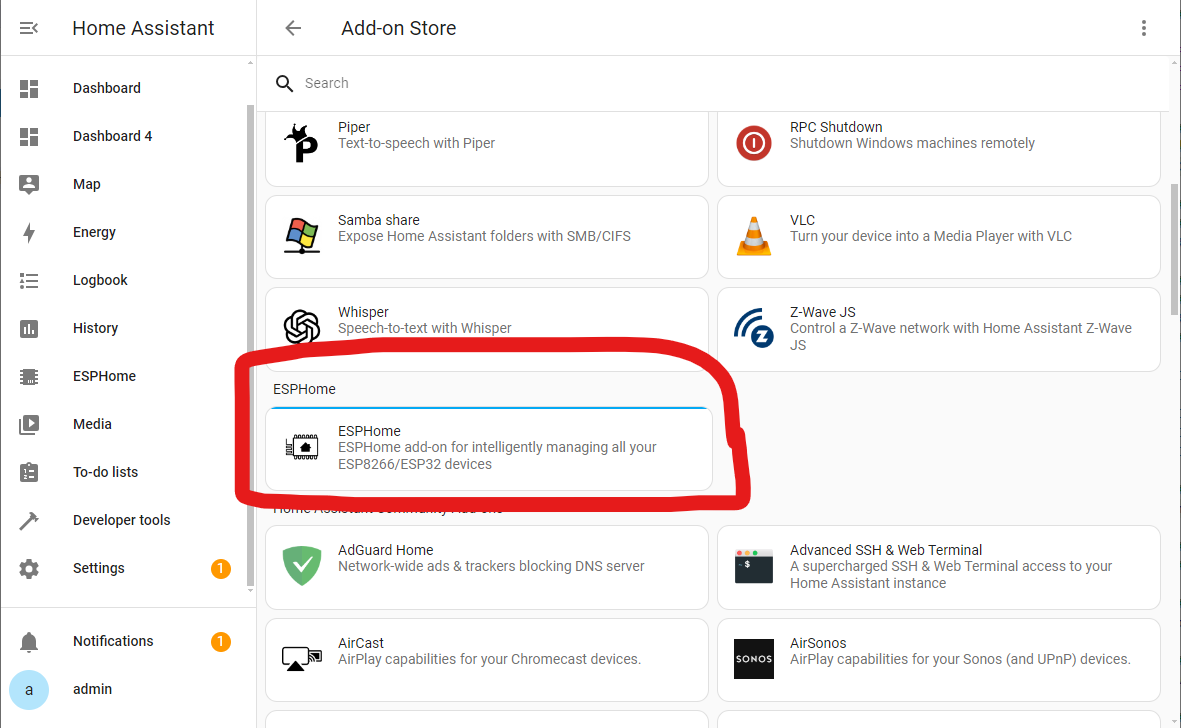 Home Assistant
Dashboard
Dashboard 4
Map
Energy
Logbook
History
ESPHome
Media
To-do lists
Developer tools
Settings
1
Notifications
1
a
admin
Add-on Store
Search
Piper
Text-to-speech with Piper
RPC Shutdown
Shutdown Windows machines remotely
Samba share
Expose Home Assistant folders with SMB/CIFS
VLC
Turn your device into a Media Player with VLC
Whisper
Speech-to-text with Whisper
Z-Wave JS
Control a Z-Wave network with Home Assistant Z-Wave
JS
ESPHome
ESPHome
ESPHome add-on for intelligently managing all your
ESP8266/ESP32 devices
AdGuard Home
Network-wide ads & trackers blocking DNS server
$
Advanced SSH & Web Terminal
A supercharged SSH & Web Terminal access to your
Home Assistant instance
AirCast
AirPlay capabilities for your Chromecast devices.
SONOS
AirSonos
AirPlay capabilities for your Sonos (and UPnP) devices.